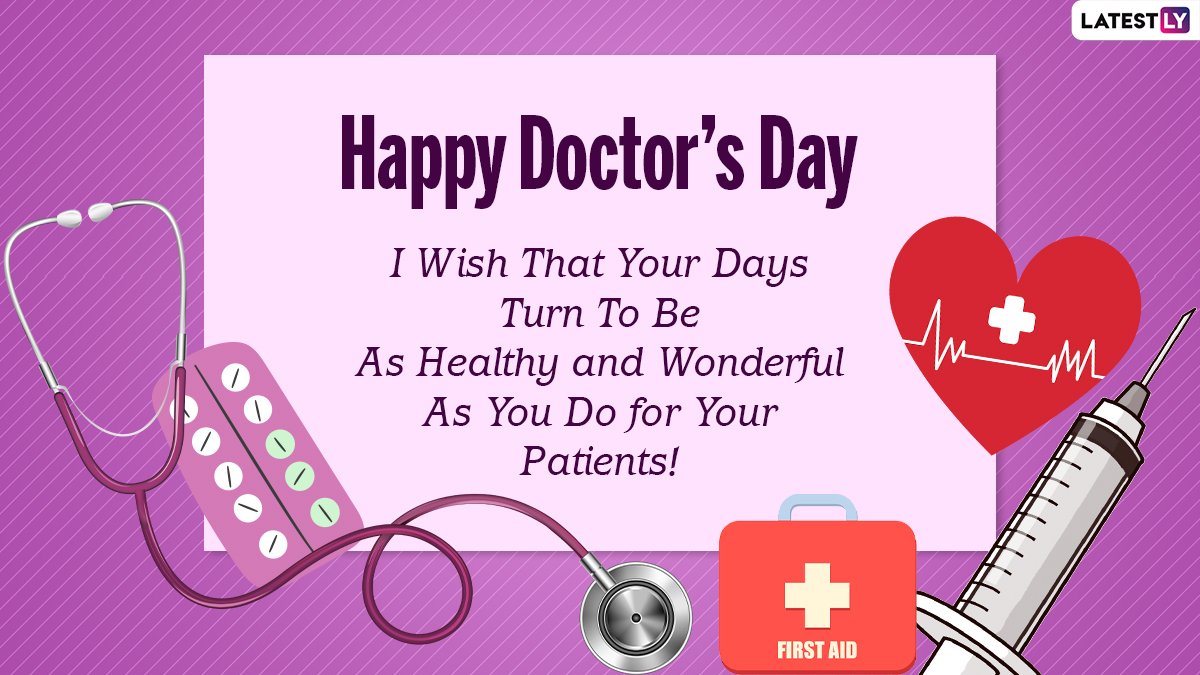 LATESTLY
Happy Doctor’s Day
I Wish That Your Days
Turn To Be
As Healthy and Wonderful
As You Do for Your
Patients!
FIRST AID